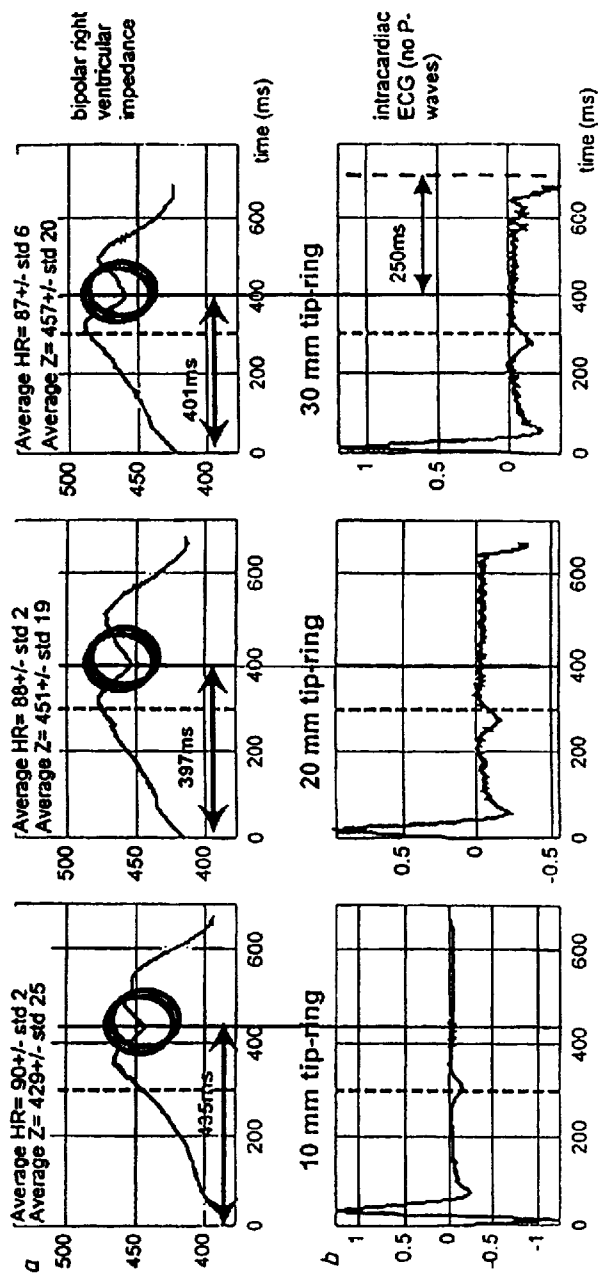 a
Average HR= 90+/- std 2
Average Z= 429+/- std 25
500
450
400
435ms
0
200
400
600
Average HR= 88+/- std 2
Average Z= 451+/- std 19
500
450
400
397ms
0
200
400
600
Average HR= 87+/- std 6
Average Z= 457+/- std 20
500
450
400
401ms
0
200
400
600
time (ms)
bipolar right
ventricular
impedance
b
10 mm tip-ring
1
0.5
0
-0.5
-1
0
200
400
600
20 mm tip-ring
0.5
0
-0.5
0
200
400
600
30 mm tip-ring
1
0.5
0
250ms
0
200
400
600
time (ms)
intracardiac
ECG (no P-
waves)